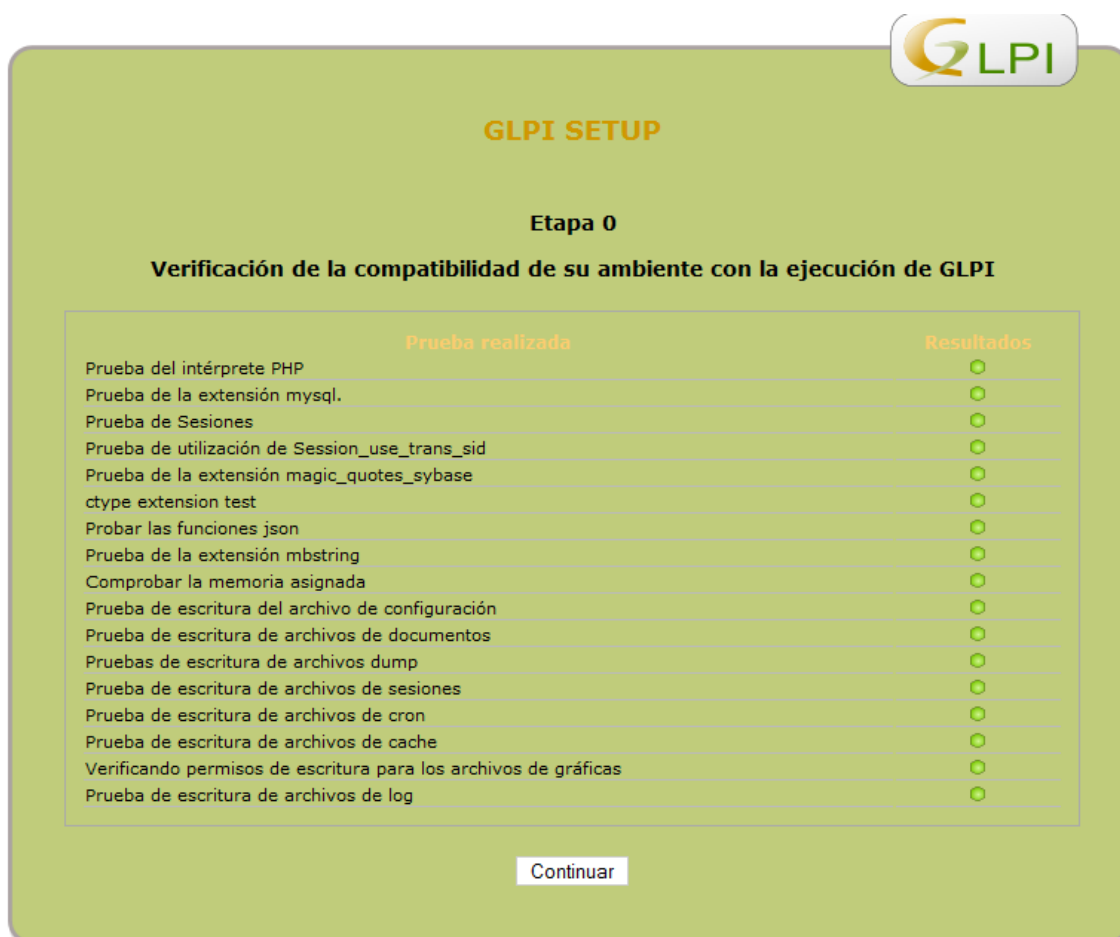 GLPI
GLPI SETUP
Etapa 0
Verificación de la compatibilidad de su ambiente con la ejecución de GLPI
Prueba realizada Resultados
Prueba del intérprete PHP
Prueba de la extensión mysql.
Prueba de Sesiones
Prueba de utilización de Session_use_trans_sid
Prueba de la extensión magic_quotes_sybase
ctype extension test
Probar las funciones json
Prueba de la extensión mbstring
Comprobar la memoria asignada
Prueba de escritura del archivo de configuración
Prueba de escritura de archivos de documentos
Pruebas de escritura de archivos dump
Prueba de escritura de archivos de sesiones
Prueba de escritura de archivos de cron
Prueba de escritura de archivos de cache
Verificando permisos de escritura para los archivos de gráficas
Prueba de escritura de archivos de log
Continuar